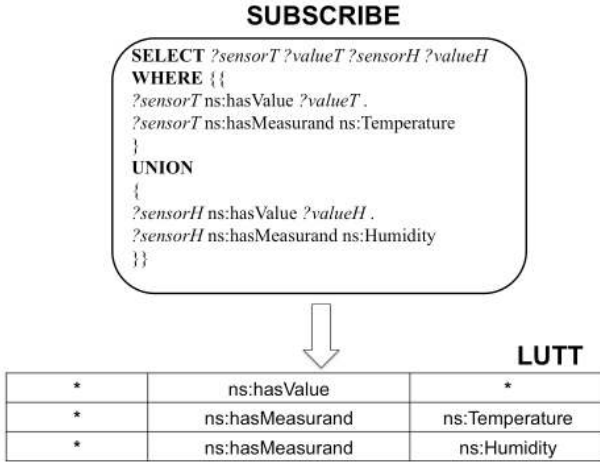 SUBSCRIBE
SELECT ?sensorT ?valueT ?sensorH ?valueH
WHERE {{
?sensorT ns:hasValue ?valueT .
?sensorT ns:hasMeasurand ns:Temperature
}
UNION
{
?sensorH ns:hasValue ?valueH .
?sensorH ns:hasMeasurand ns:Humidity
}}
LUTT
* ns:hasValue *
* ns:hasMeasurand ns:Temperature
* ns:hasMeasurand ns:Humidity